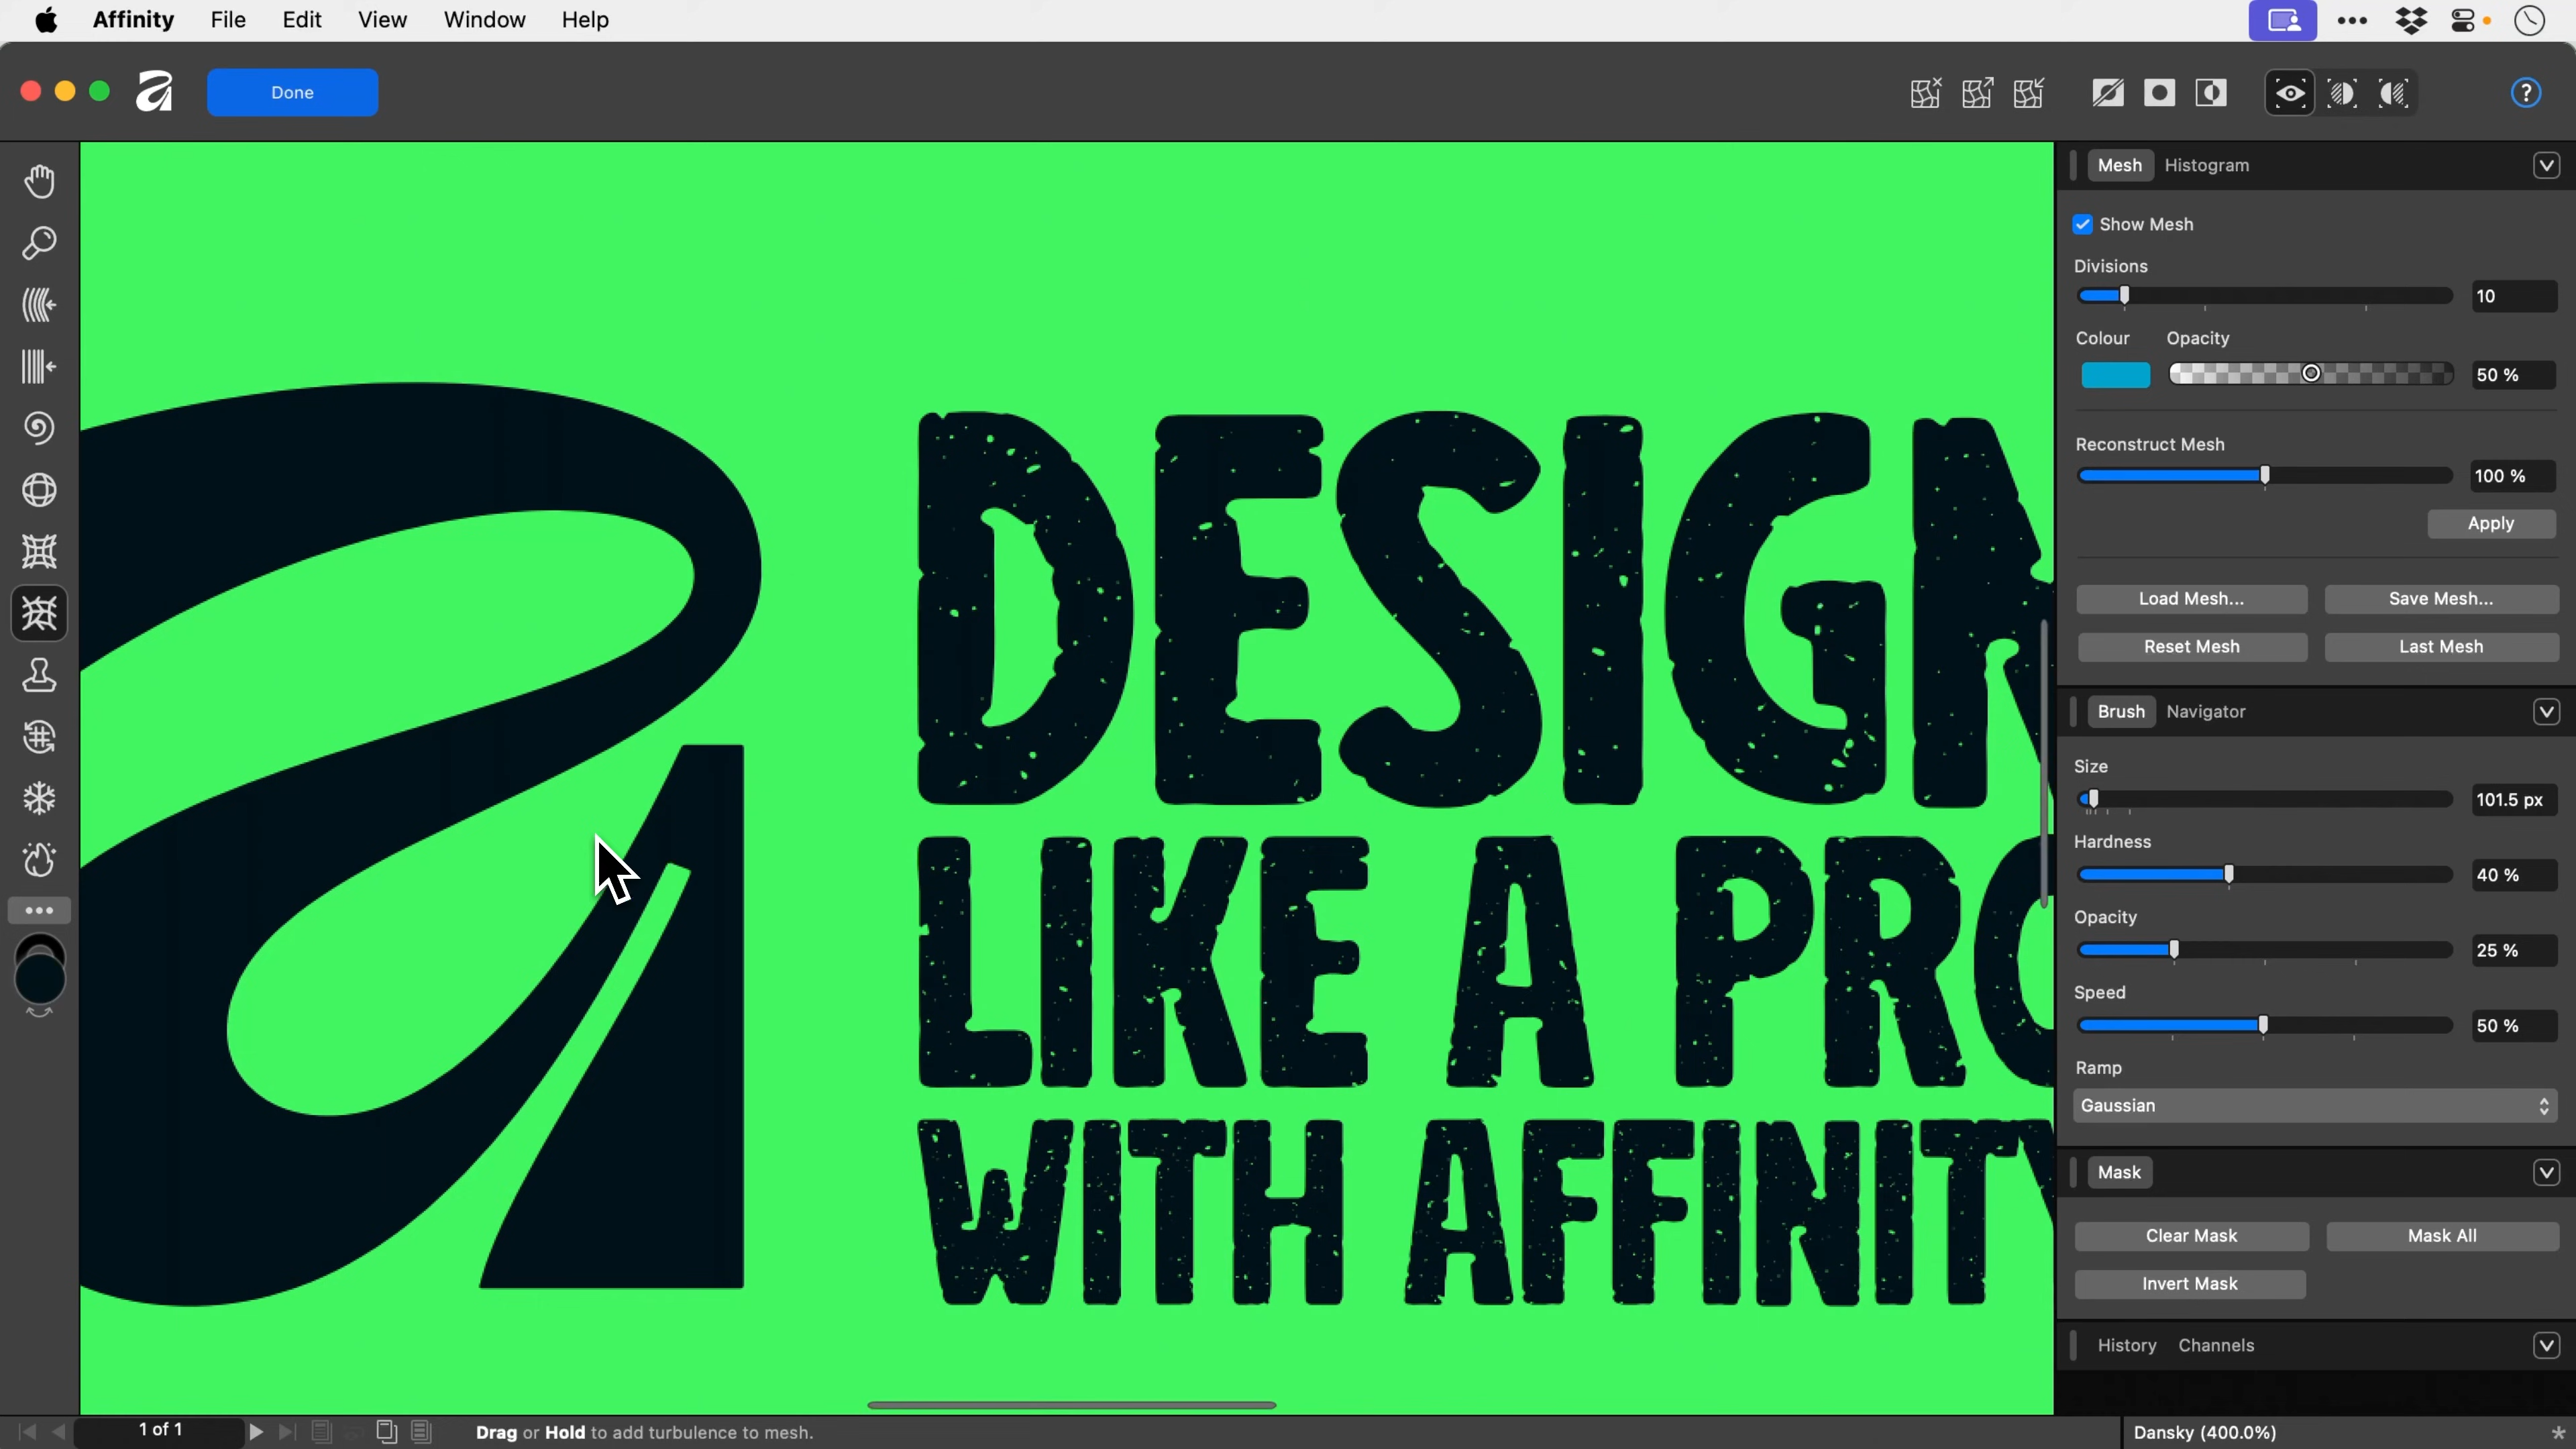 Affinity File Edit View Window Help
Done
Mesh Histogram
Show Mesh
Divisions
10
Colour Opacity
50 %
Reconstruct Mesh
100 %
Apply
Load Mesh... Save Mesh...
Reset Mesh Last Mesh
Brush Navigator
Size
101.5 px
Hardness
40 %
Opacity
25 %
Speed
50 %
Ramp
Gaussian
Mask
Clear Mask Mask All
Invert Mask
History Channels
a
DESIGN
LIKE A PRO
WITH AFFINITY
1 of 1
Drag or Hold to add turbulence to mesh.
Dansky (400.0%) *